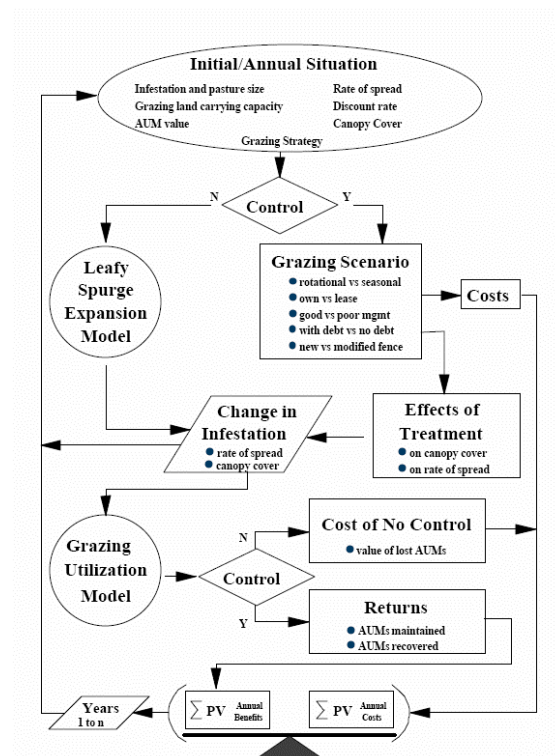 Initial/Annual Situation
Infestation and pasture size
Rate of spread
Grazing land carrying capacity
Discount rate
AUM value
Canopy Cover
Grazing Strategy
N
Y
Control
Leafy
Spurge
Expansion
Model
Grazing Scenario
● rotational vs seasonal
● own vs lease
● good vs poor mgmt
● with debt vs no debt
● new vs modified fence
Costs
Change in
Infestation
● rate of spread
● canopy cover
Effects of
Treatment
● on canopy cover
● on rate of spread
Grazing
Utilization
Model
N
Control
Y
Cost of No Control
● value of lost AUMs
Returns
● AUMs maintained
● AUMs recovered
Years
1 to n
∑ PV Annual
Benefits
∑ PV Annual
Costs